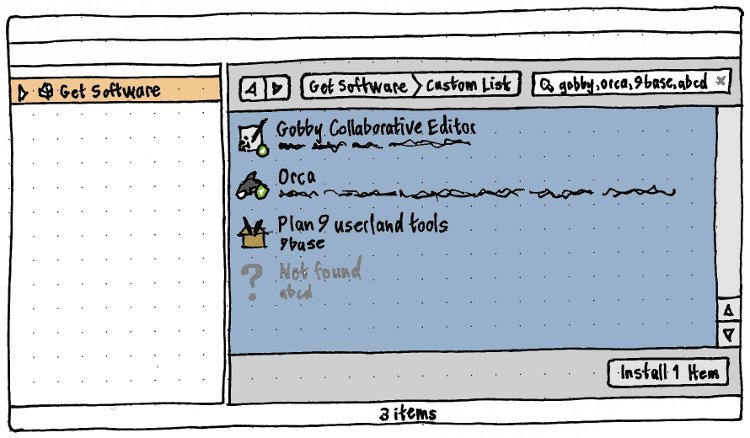 Get Software
Get Software Custom List
gobby,orca,9base,abcd
Gobby Collaborative Editor
Orca
Plan 9 userland tools
9base
? Not found
abcd
Install 1 Item
3 items